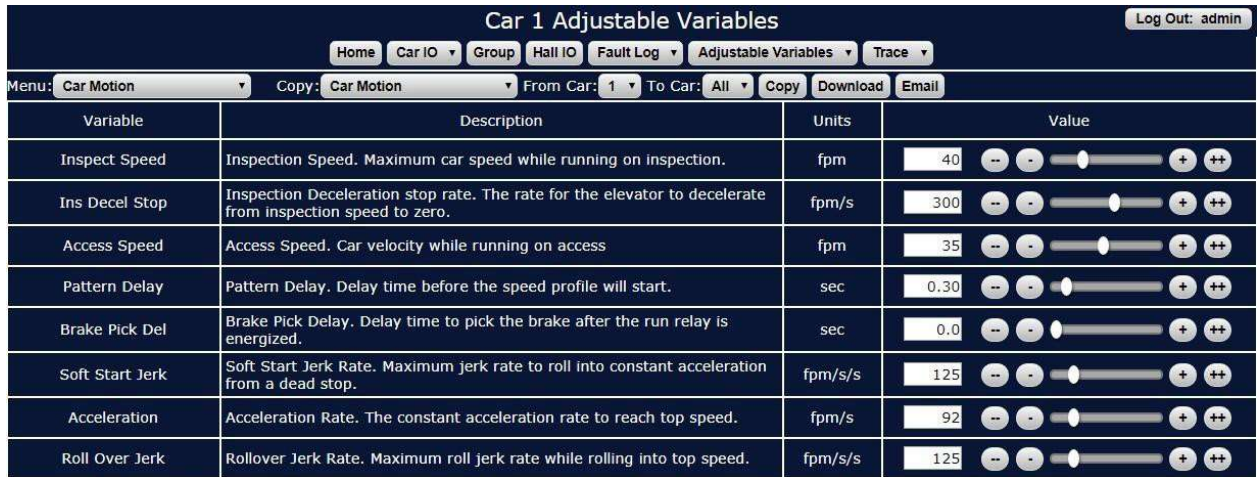 Car 1 Adjustable Variables
Log Out: admin
Home Car IO Group Hall IO Fault Log Adjustable Variables Trace
Menu: Car Motion Copy: Car Motion From Car: 1 To Car: All Copy Download Email
Variable Description Units Value
Inspect Speed Inspection Speed. Maximum car speed while running on inspection. fpm 40 -- - + ++
Ins Decel Stop Inspection Deceleration stop rate. The rate for the elevator to decelerate
from inspection speed to zero. fpm/s 300 -- - + ++
Access Speed Access Speed. Car velocity while running on access fpm 35 -- - + ++
Pattern Delay Pattern Delay. Delay time before the speed profile will start. sec 0.30 -- - + ++
Brake Pick Del Brake Pick Delay. Delay time to pick the brake after the run relay is
energized. sec 0.0 -- - + ++
Soft Start Jerk Soft Start Jerk Rate. Maximum jerk rate to roll into constant acceleration
from a dead stop. fpm/s/s 125 -- - + ++
Acceleration Acceleration Rate. The constant acceleration rate to reach top speed. fpm/s 92 -- - + ++
Roll Over Jerk Rollover Jerk Rate. Maximum roll jerk rate while rolling into top speed. fpm/s/s 125 -- - + ++